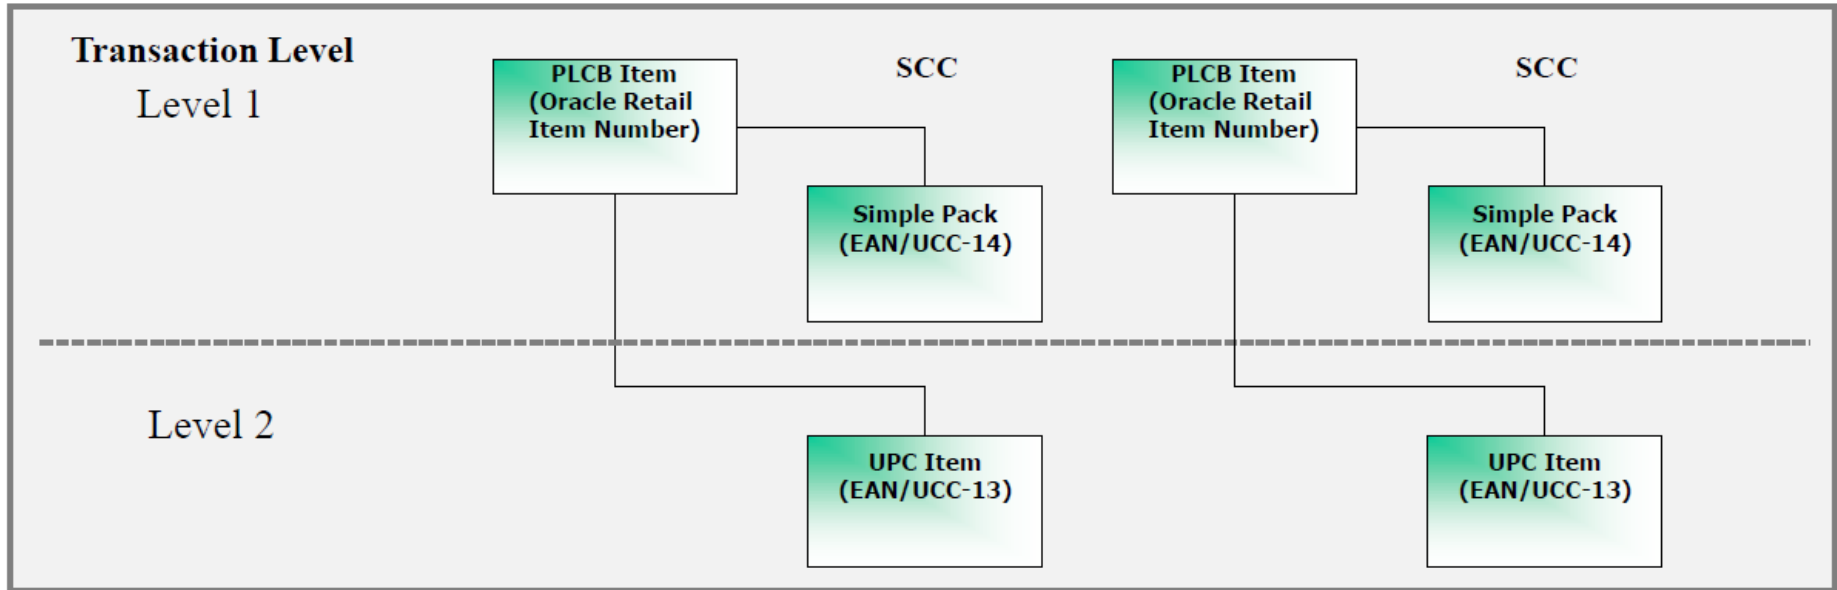 Transaction Level
Level 1
PLCB Item
(Oracle Retail
Item Number)
SCC
Simple Pack
(EAN/UCC-14)
PLCB Item
(Oracle Retail
Item Number)
SCC
Simple Pack
(EAN/UCC-14)
Level 2
UPC Item
(EAN/UCC-13)
UPC Item
(EAN/UCC-13)